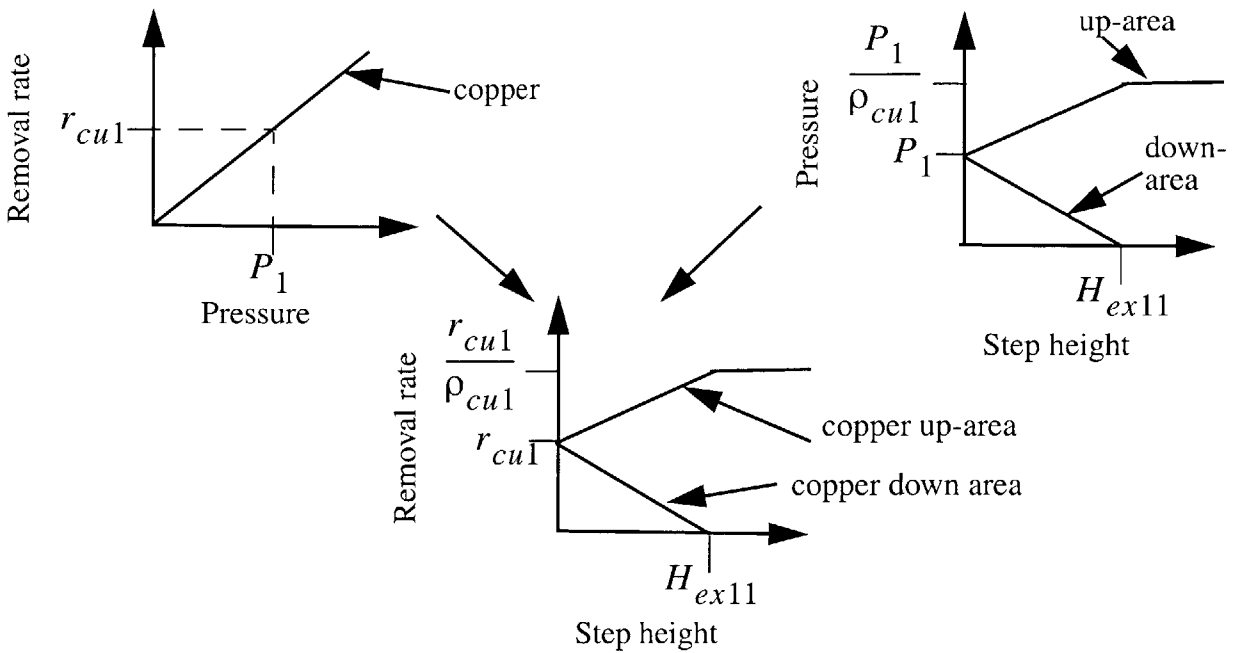 Removal rate
r_cu1
copper
P_1
Pressure
Pressure
P_1
ρ_cu1
P_1
up-area
down-
area
H_ex11
Step height
Removal rate
r_cu1
ρ_cu1
r_cu1
copper up-area
copper down area
H_ex11
Step height